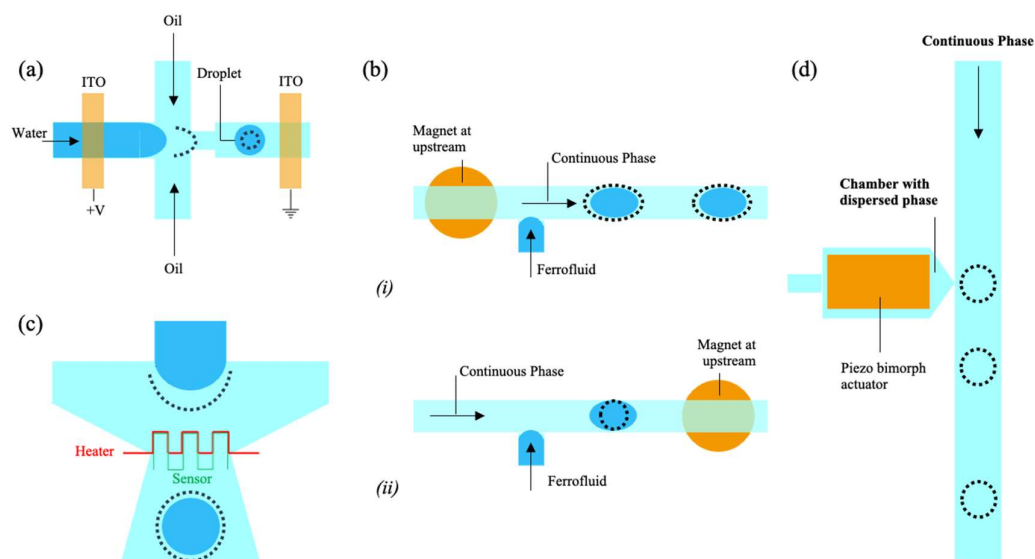 (a)
Oil
ITO
Droplet
ITO
Water
+V
Oil
(b)
Magnet at
upstream
Continuous Phase
Ferrofluid
(i)
Continuous Phase
Magnet at
upstream
Ferrofluid
(ii)
(c)
Heater
Sensor
(d)
Continuous Phase
Chamber with
dispersed phase
Piezo bimorph
actuator